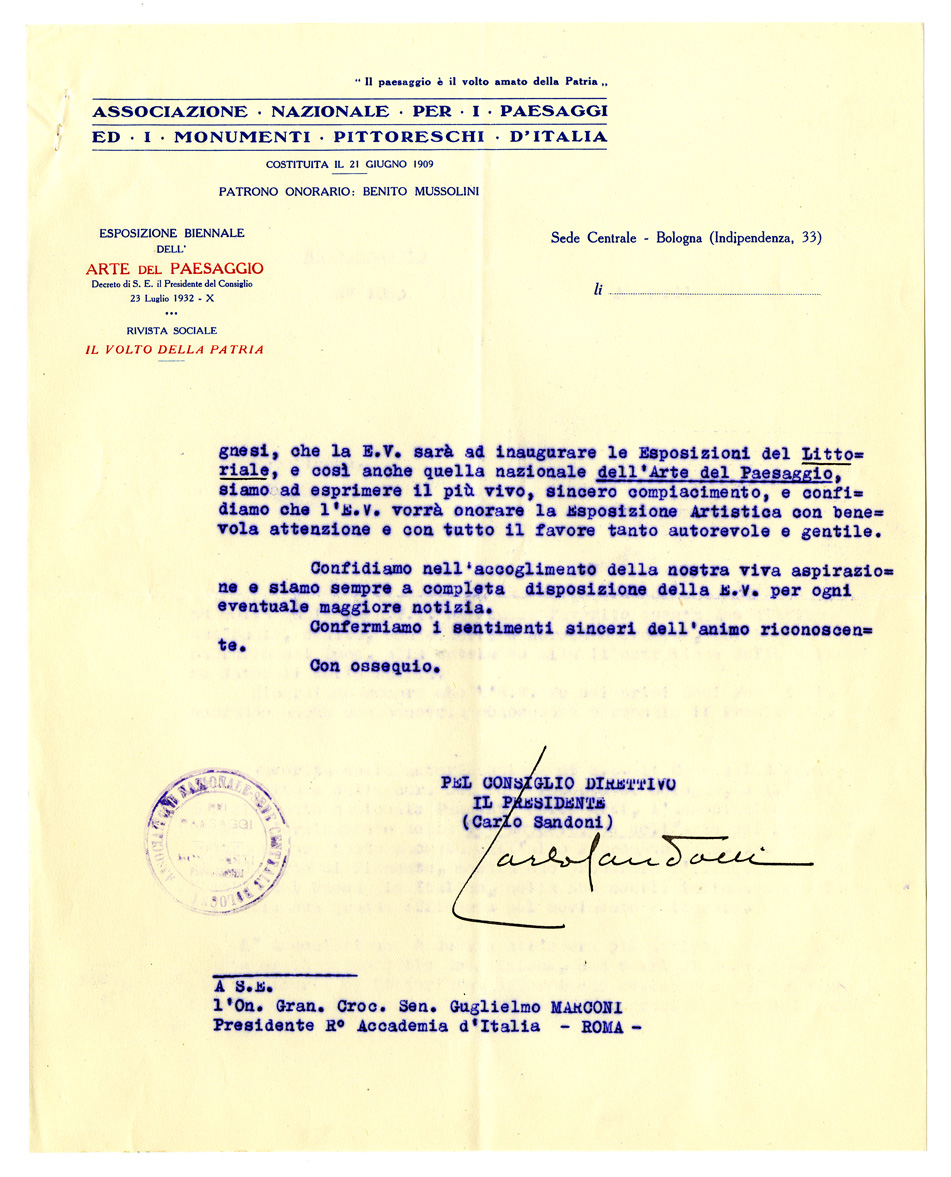 “ Il paesaggio è il volto amato della Patria „
ASSOCIAZIONE · NAZIONALE · PER · I · PAESAGGI
ED · I · MONUMENTI · PITTORESCHI · D'ITALIA
COSTITUITA IL 21 GIUGNO 1909
PATRONO ONORARIO: BENITO MUSSOLINI
ESPOSIZIONE BIENNALE
DELL'
ARTE DEL PAESAGGIO
Decreto di S. E. il Presidente del Consiglio
23 Luglio 1932 - X
RIVISTA SOCIALE
IL VOLTO DELLA PATRIA
Sede Centrale - Bologna (Indipendenza, 33)
li
gnesi, che la E.V. sarà ad inaugurare le Esposizioni del Litto=
riale, e così anche quella nazionale dell'Arte del Paesaggio,
siamo ad esprimere il più vivo, sincero compiacimento, e confi=
diamo che l'E.V. vorrà onorare la Esposizione Artistica con bene=
vola attenzione e con tutto il favore tanto autorevole e gentile.
Confidiamo nell'accoglimento della nostra viva aspirazio=
ne e siamo sempre a completa disposizione della E.V. per ogni
eventuale maggiore notizia.
Confermiamo i sentimenti sinceri dell'animo riconoscen=
te.
Con ossequio.
PEL CONSIGLIO DIRETTIVO
IL PRESIDENTE
(Carlo Sandoni)
Carlo Sandoni
NAZIONALE SEDE CENTRALE
A S.E.
l'On. Gran. Croc. Sen. Guglielmo MARCONI
Presidente Rº Accademia d'Italia - ROMA -